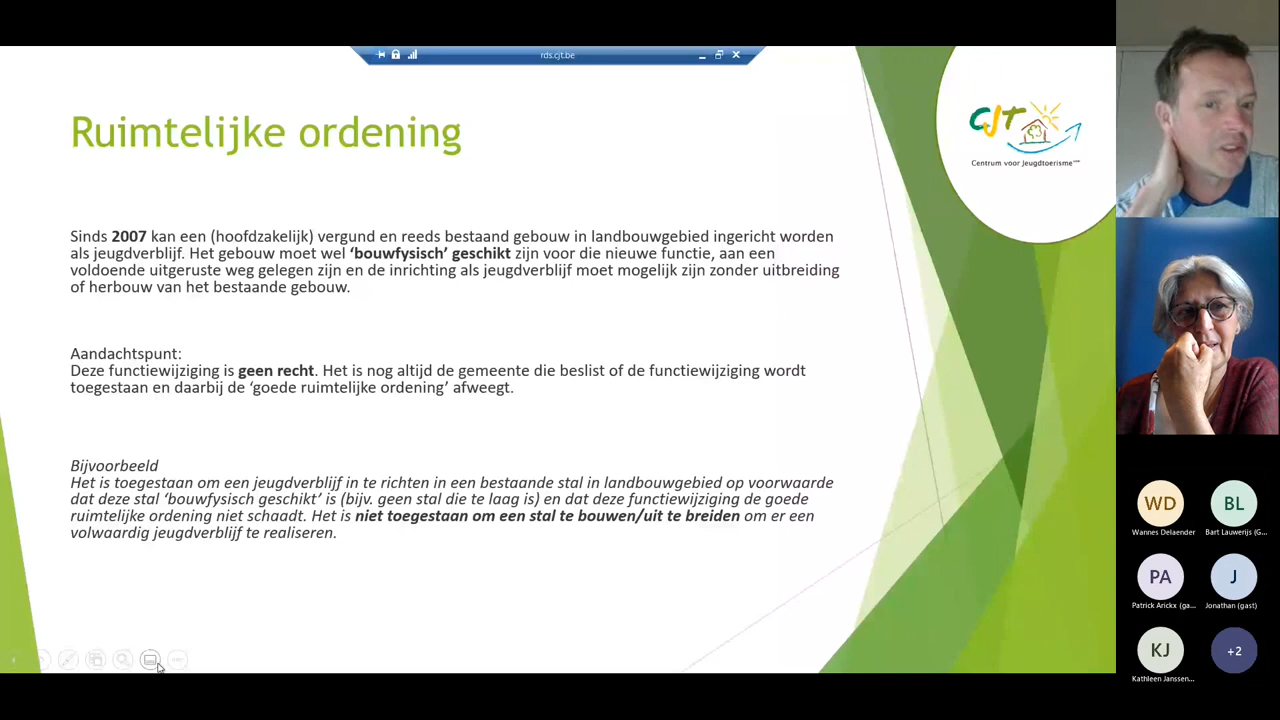 rds.cjt.be
Ruimtelijke ordening
CJT
Centrum voor Jeugdtoerisme vzw
Sinds 2007 kan een (hoofdzakelijk) vergund en reeds bestaand gebouw in landbouwgebied ingericht worden
als jeugdverblijf. Het gebouw moet wel ‘bouwfysisch’ geschikt zijn voor die nieuwe functie, aan een
voldoende uitgeruste weg gelegen zijn en de inrichting als jeugdverblijf moet mogelijk zijn zonder uitbreiding
of herbouw van het bestaande gebouw.
Aandachtspunt:
Deze functiewijziging is geen recht. Het is nog altijd de gemeente die beslist of de functiewijziging wordt
toegestaan en daarbij de ‘goede ruimtelijke ordening’ afweegt.
Bijvoorbeeld
Het is toegestaan om een jeugdverblijf in te richten in een bestaande stal in landbouwgebied op voorwaarde
dat deze stal ‘bouwfysisch geschikt’ is (bijv. geen stal die te laag is) en dat deze functiewijziging de goede
ruimtelijke ordening niet schaadt. Het is niet toegestaan om een stal te bouwen/uit te breiden om er een
volwaardig jeugdverblijf te realiseren.
WD
BL
Wannes Delaender
Bart Lauwerijs (G...
PA
J
Patrick Arickx (ga...
Jonathan (gast)
KJ
+2
Kathleen Janssen...